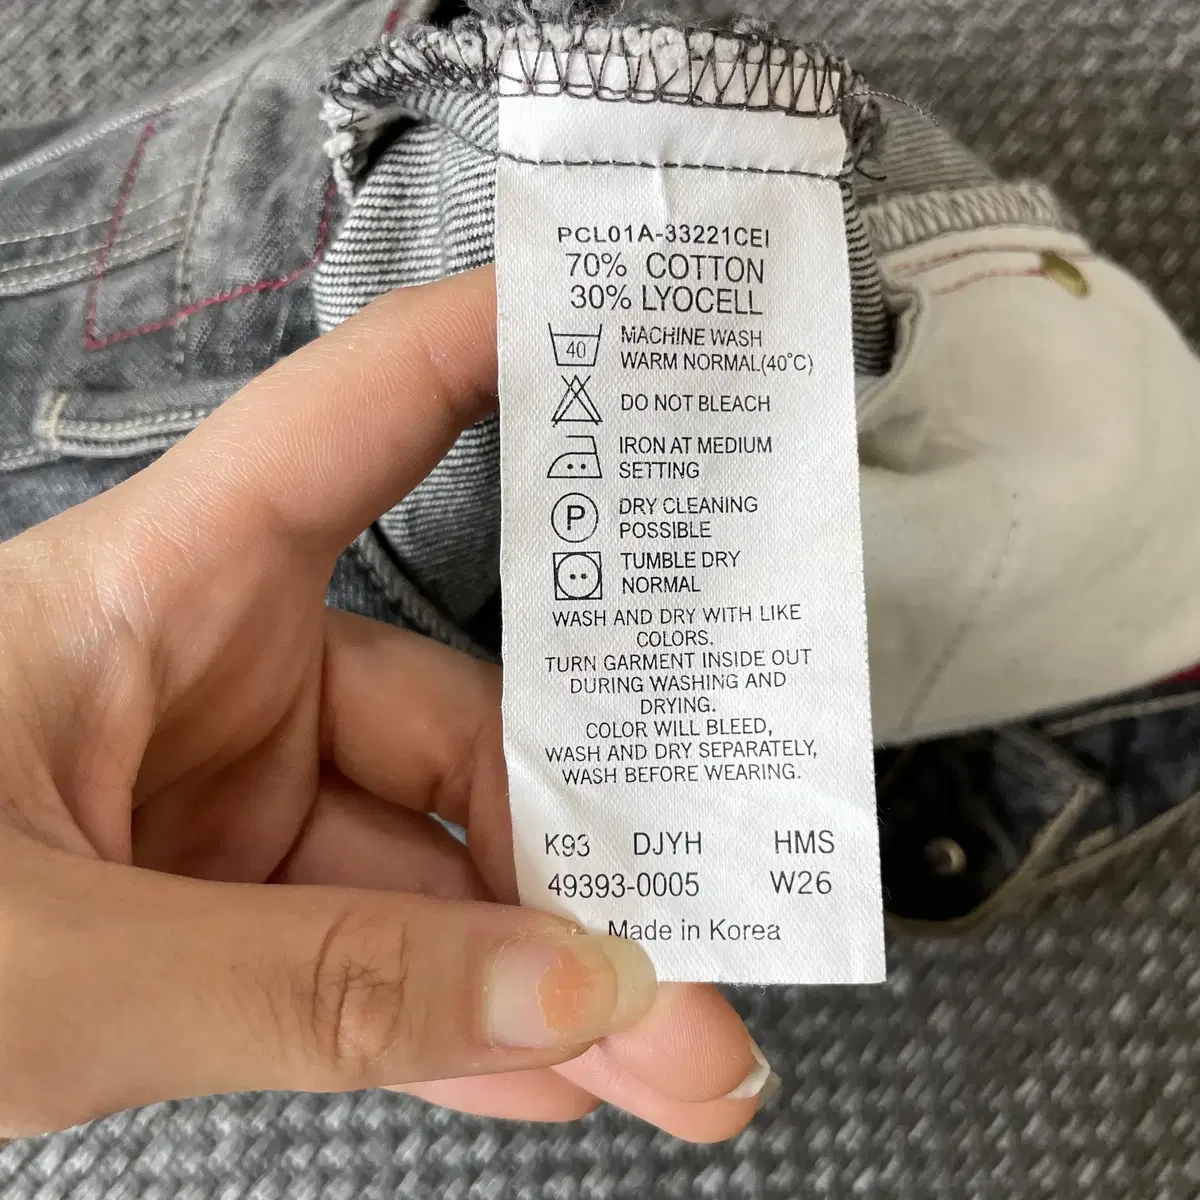 PCL01A-33221CEI
70% COTTON
30% LYOCELL
40
MACHINE WASH
WARM NORMAL(40°C)
DO NOT BLEACH
IRON AT MEDIUM
SETTING
P
DRY CLEANING
POSSIBLE
TUMBLE DRY
NORMAL
WASH AND DRY WITH LIKE
COLORS.
TURN GARMENT INSIDE OUT
DURING WASHING AND
DRYING.
COLOR WILL BLEED,
WASH AND DRY SEPARATELY,
WASH BEFORE WEARING.
K93 DJYH HMS
49393-0005 W26
Made in Korea